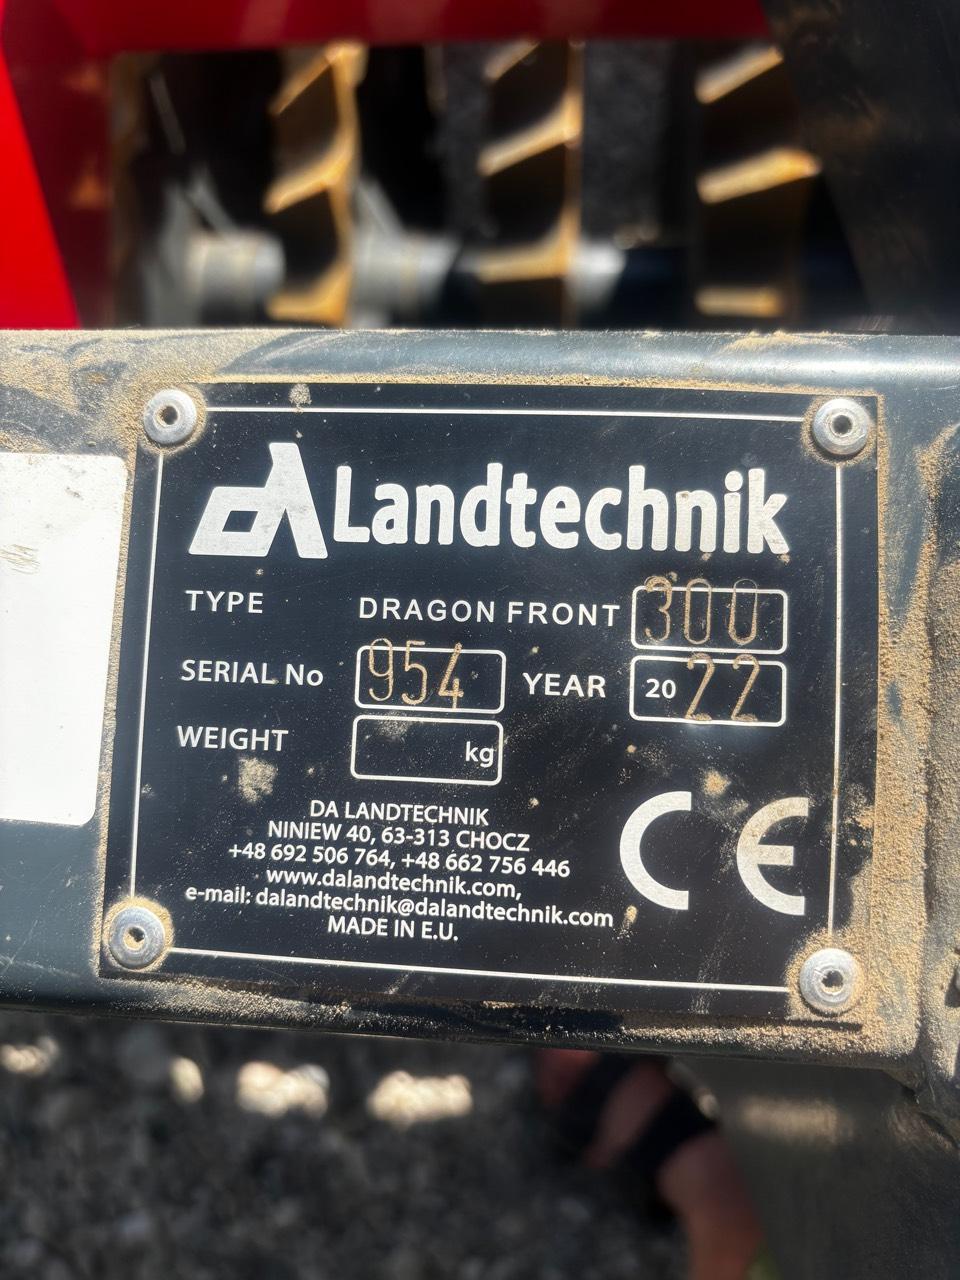 Landtechnik
TYPE DRAGON FRONT 300
SERIAL No 954 YEAR 2022
WEIGHT kg
DA LANDTECHNIK
NINIEW 40, 63-313 CHOCZ
+48 692 506 764, +48 662 756 446
www.dalandtechnik.com,
e-mail: dalandtechnik@dalandtechnik.com
MADE IN E.U.
CE